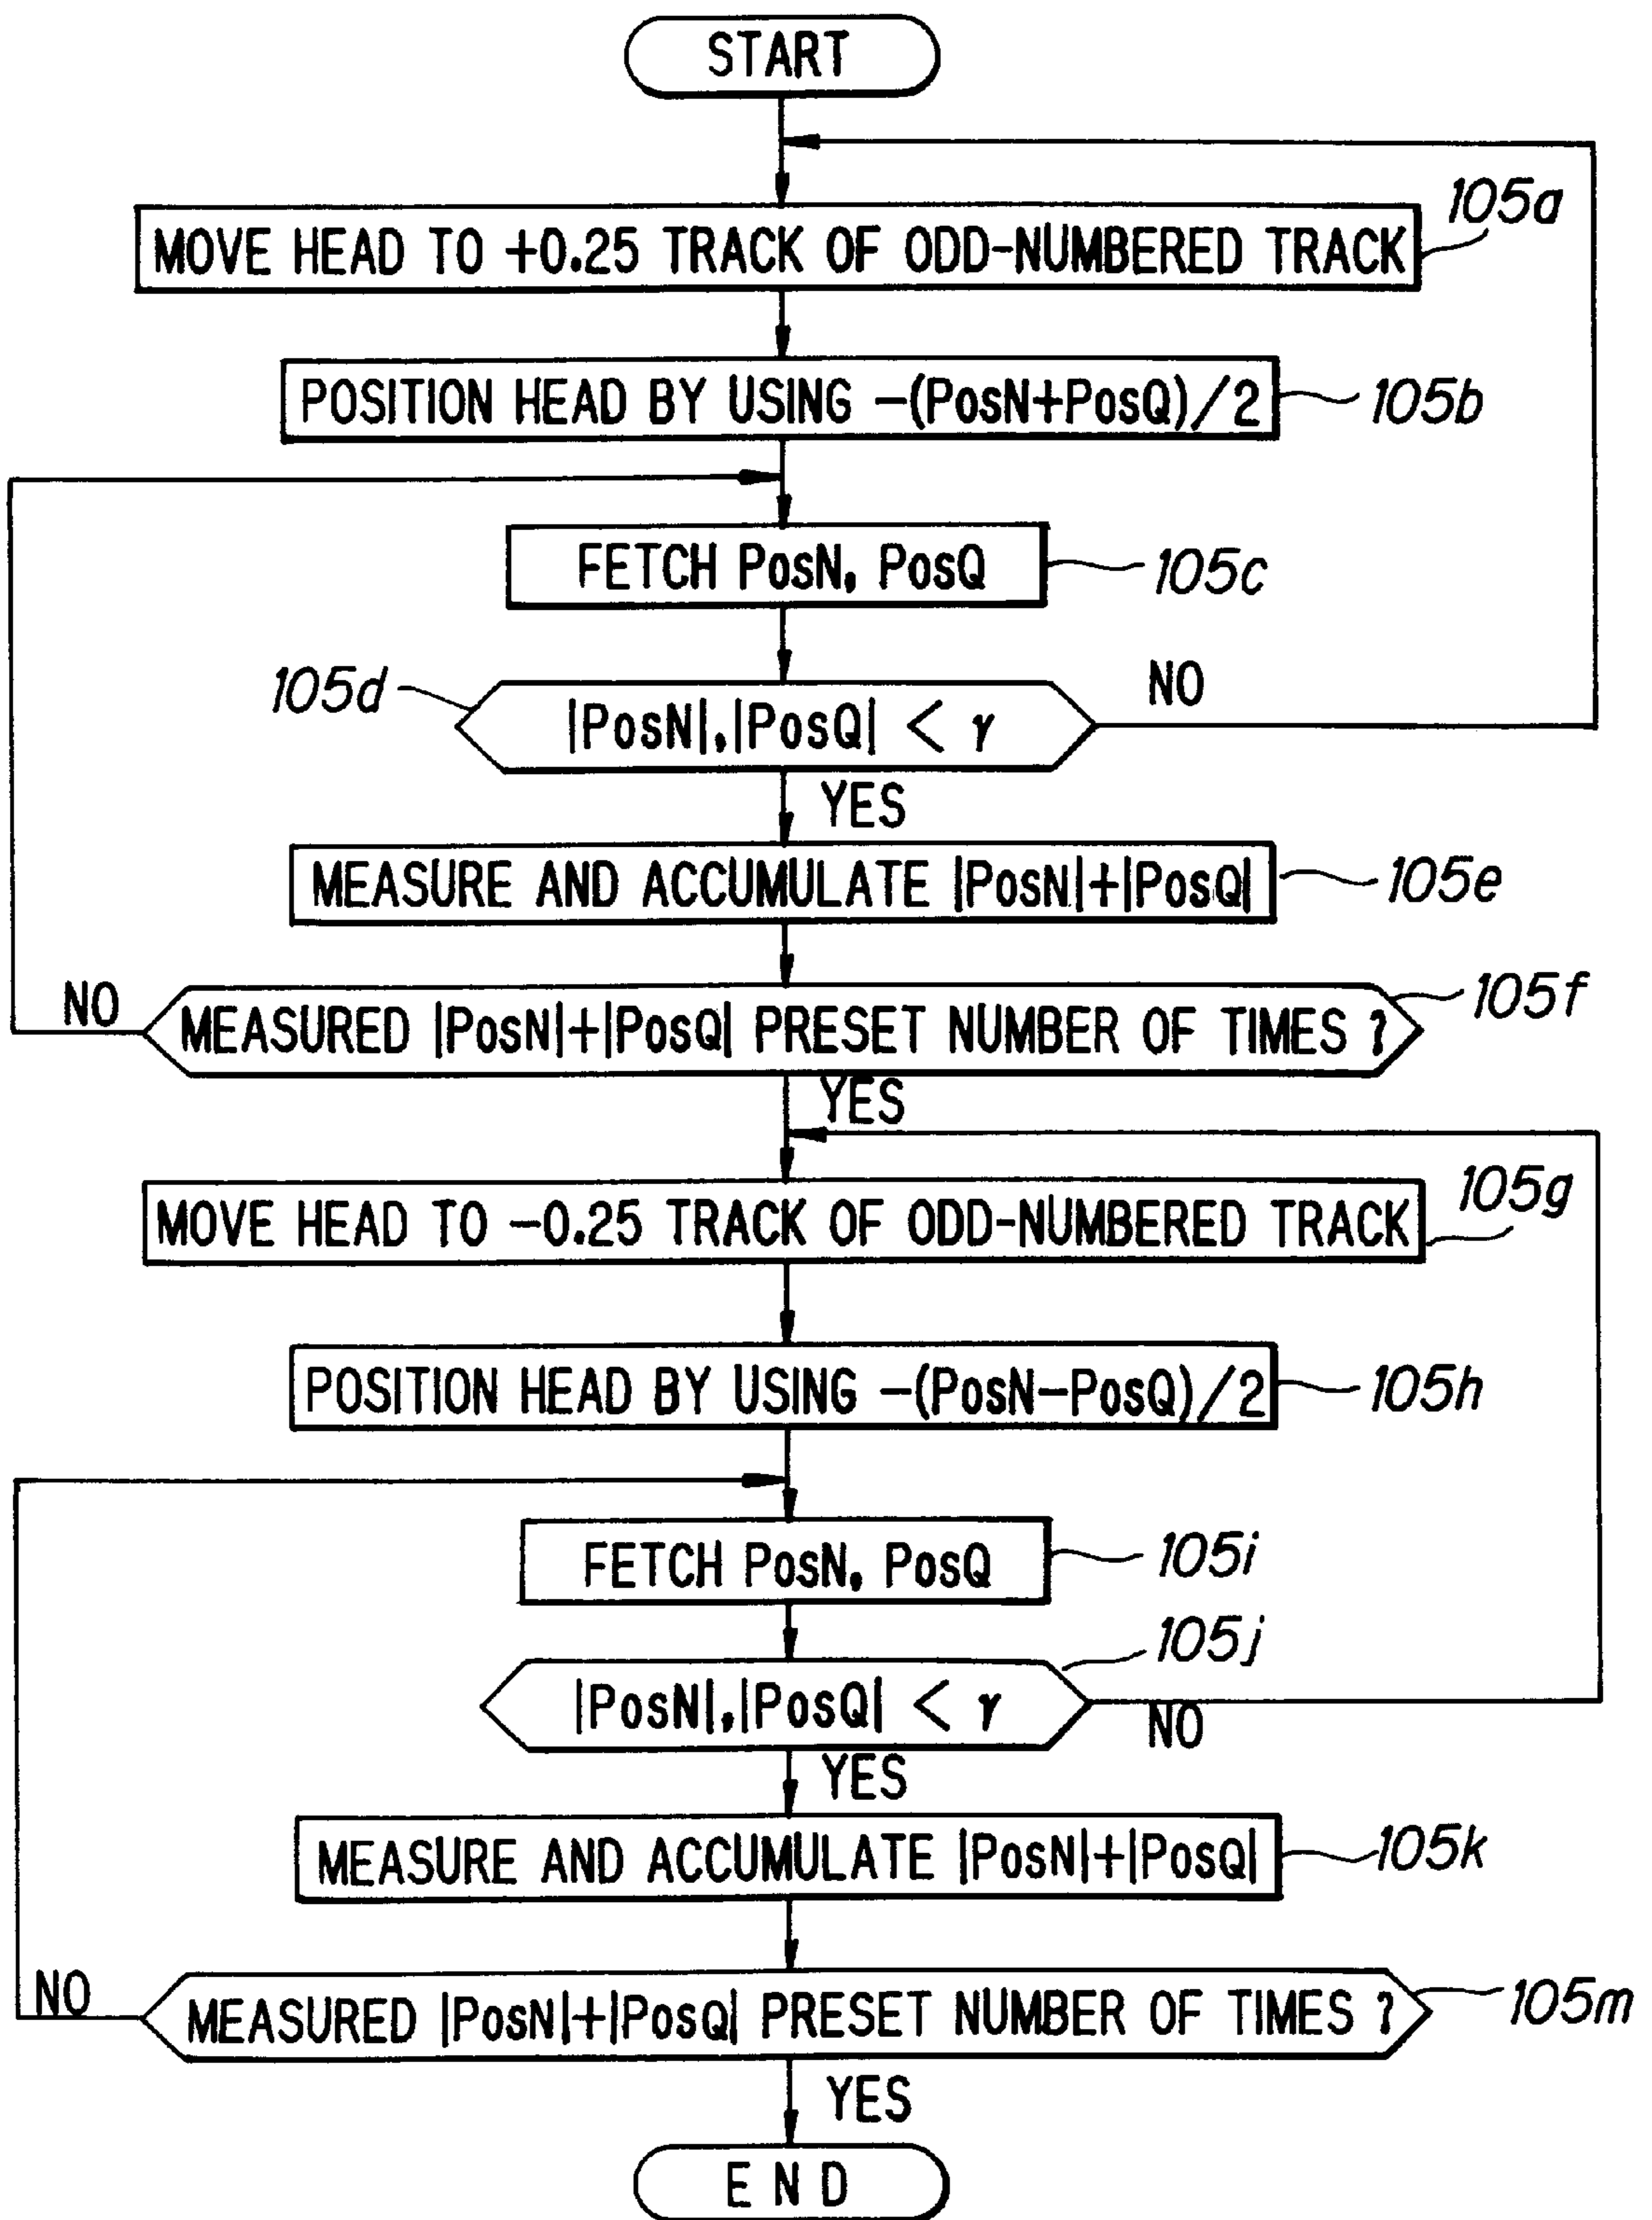 START
105a
MOVE HEAD TO +0.25 TRACK OF ODD-NUMBERED TRACK
POSITION HEAD BY USING −(PosN+PosQ)/2
105b
FETCH PosN, PosQ
105c
105d
|PosN|,|PosQ| < γ
NO
YES
MEASURE AND ACCUMULATE |PosN|+|PosQ|
105e
NO
MEASURED |PosN|+|PosQ| PRESET NUMBER OF TIMES ?
105f
YES
105g
MOVE HEAD TO −0.25 TRACK OF ODD-NUMBERED TRACK
POSITION HEAD BY USING −(PosN−PosQ)/2
105h
FETCH PosN, PosQ
105i
105j
|PosN|,|PosQ| < γ
NO
YES
MEASURE AND ACCUMULATE |PosN|+|PosQ|
105k
NO
MEASURED |PosN|+|PosQ| PRESET NUMBER OF TIMES ?
105m
YES
END